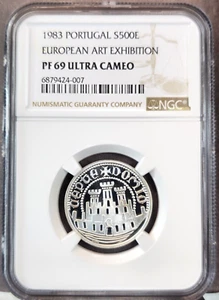 1983 PORTUGAL S500E
EUROPEAN ART EXHIBITION
PF 69 ULTRA CAMEO
6879424-007
NUMISMATIC GUARANTY COMPANY
NGC